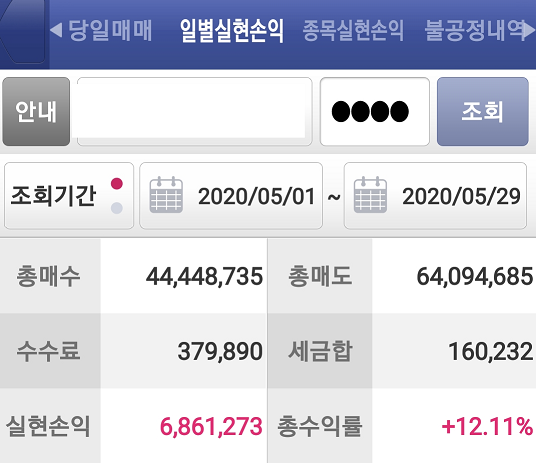 당일매매 일별실현손익 종목실현손익 불공정내역
안내 조회
조회기간 2020/05/01 ~ 2020/05/29
총매수 44,448,735 총매도 64,094,685
수수료 379,890 세금합 160,232
실현손익 6,861,273 총수익률 +12.11%